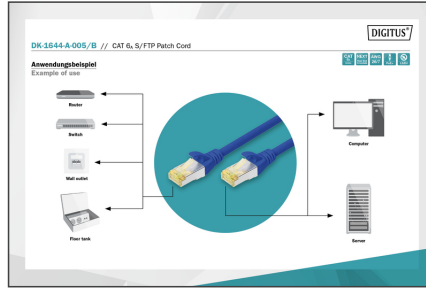 DIGITUS®
DK-1644-A-005/B // CAT 6A S/FTP Patch Cord
Anwendungsbeispiel
Example of use
Router
Switch
Wall outlet
Floor tank
Computer
Server